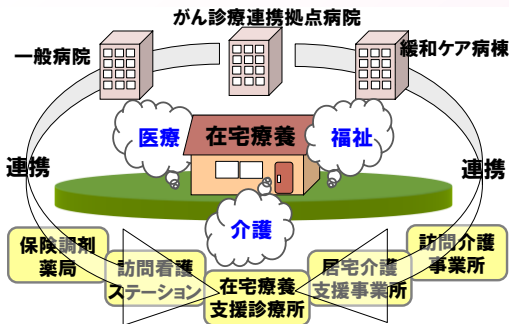 がん診療連携拠点病院
一般病院
緩和ケア病棟
医療
在宅療養
福祉
連携
連携
介護
保険調剤
薬局
訪問看護
ステーション
在宅療養
支援診療所
居宅介護
支援事業所
訪問介護
事業所